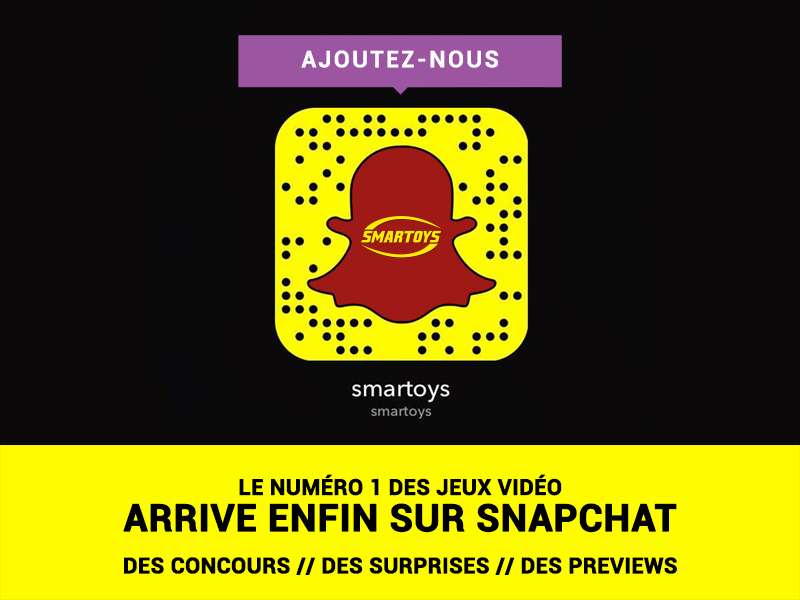 AJOUTEZ-NOUS
SMARTOYS
smartoys
smartoys
LE NUMÉRO 1 DES JEUX VIDÉO
ARRIVE ENFIN SUR SNAPCHAT
DES CONCOURS // DES SURPRISES // DES PREVIEWS